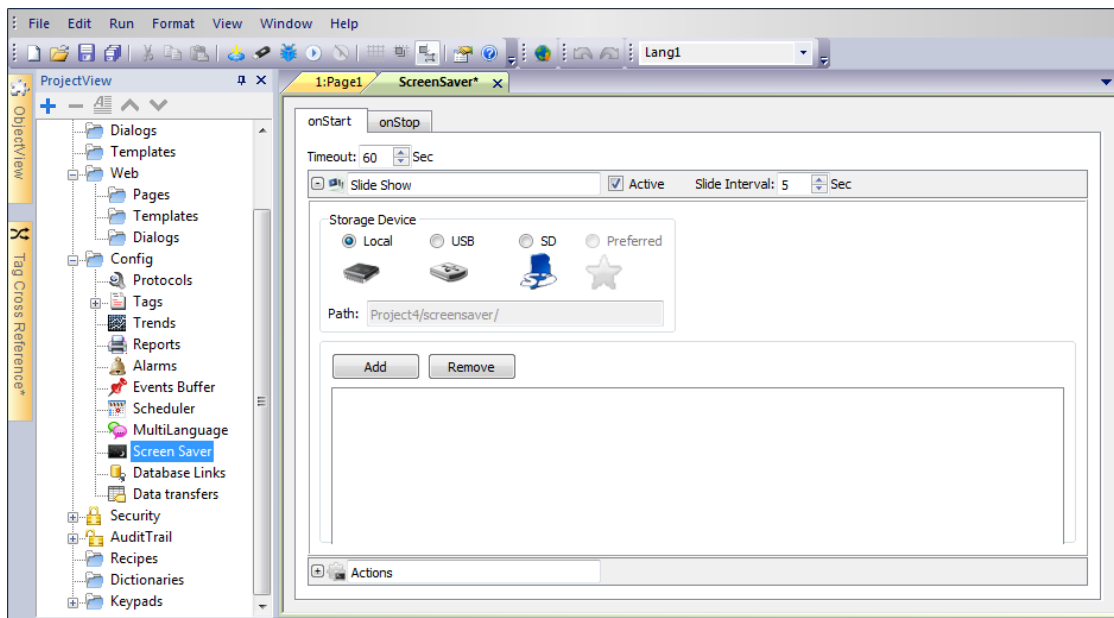 File Edit Run Format View Window Help
Lang1
ObjectView
Tag Cross Reference*
ProjectView
Dialogs
Templates
Web
Pages
Templates
Dialogs
Config
Protocols
Tags
Trends
Reports
Alarms
Events Buffer
Scheduler
MultiLanguage
Screen Saver
Database Links
Data transfers
Security
AuditTrail
Recipes
Dictionaries
Keypads
1:Page1 ScreenSaver*
onStart onStop
Timeout: 60 Sec
Slide Show Active Slide Interval: 5 Sec
Storage Device
Local USB SD Preferred
Path: Project4/screensaver/
Add Remove
Actions